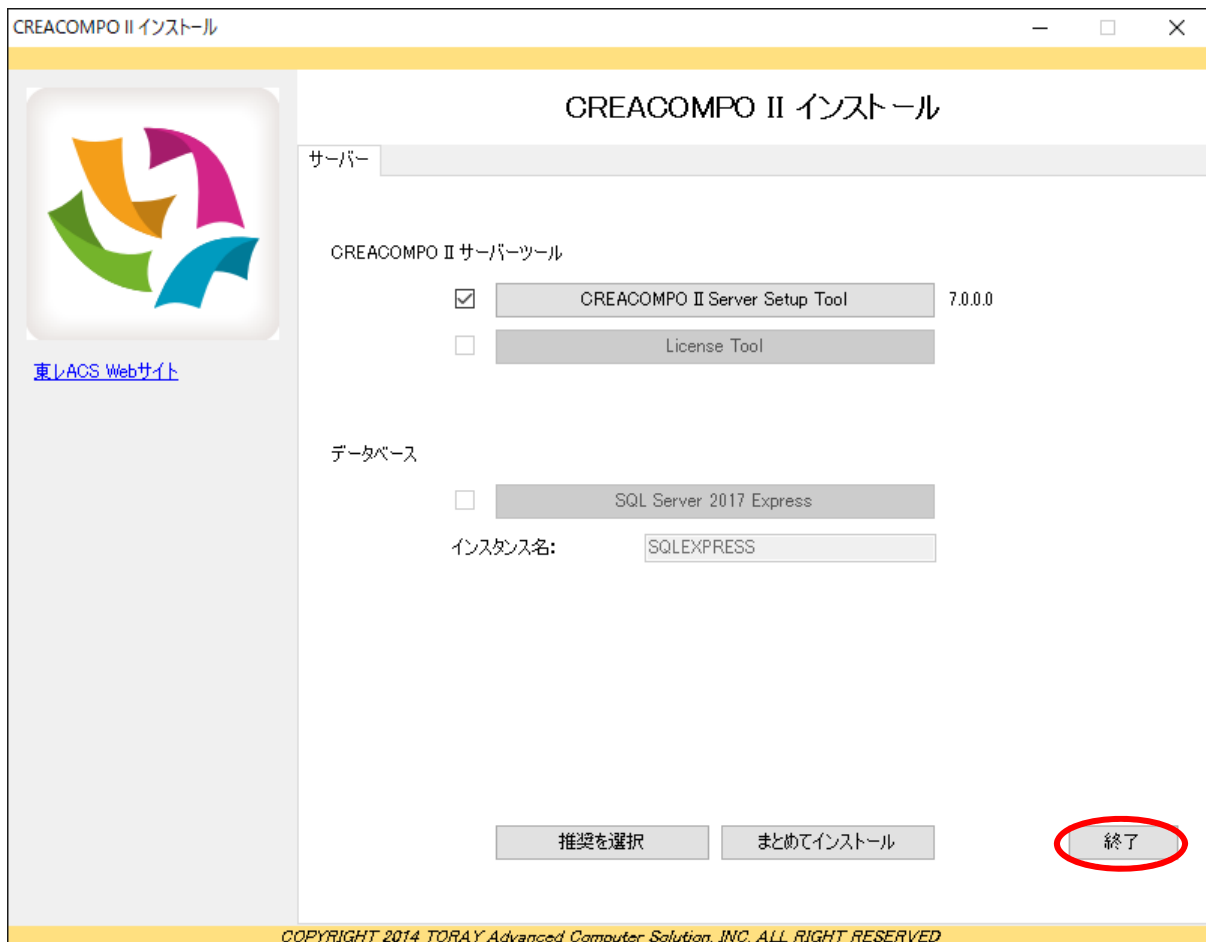 CREACOMPO II インストール
CREACOMPO II インストール
サーバー
東レACS Webサイト
CREACOMPO II サーバーツール
CREACOMPO II Server Setup Tool 7.0.0.0
License Tool
データベース
SQL Server 2017 Express
インスタンス名: SQLEXPRESS
推奨を選択 まとめてインストール 終了
COPYRIGHT 2014 TORAY Advanced Computer Solution, INC. ALL RIGHT RESERVED